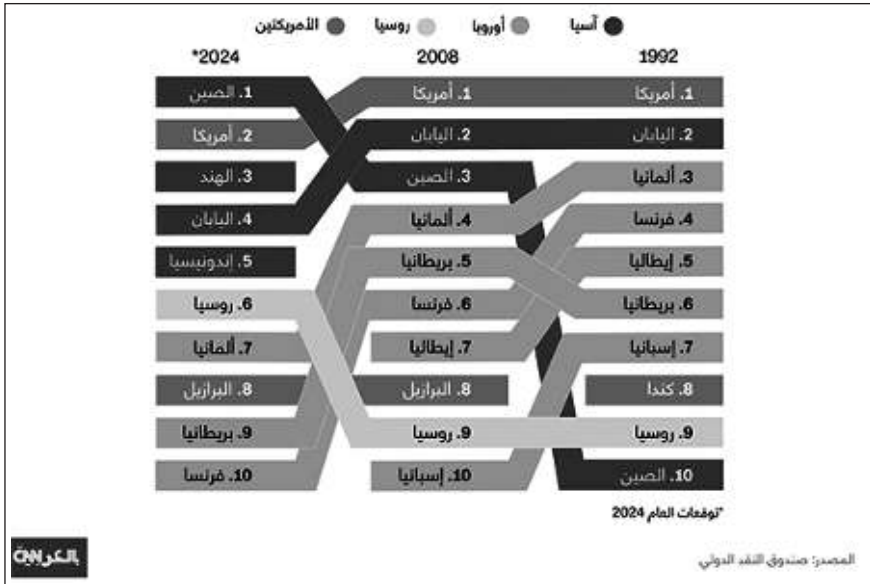 آسيا أوروبا روسيا الأمريكتين
1992 2008 2024*
1. أمريكا 1. أمريكا 1. الصين
2. اليابان 2. اليابان 2. أمريكا
3. ألمانيا 3. الصين 3. الهند
4. فرنسا 4. ألمانيا 4. اليابان
5. إيطاليا 5. بريطانيا 5. إندونيسيا
6. بريطانيا 6. فرنسا 6. روسيا
7. إسبانيا 7. إيطاليا 7. ألمانيا
8. كندا 8. البرازيل 8. البرازيل
9. روسيا 9. روسيا 9. بريطانيا
10. الصين 10. إسبانيا 10. فرنسا
*توقعات العام 2024
المصدر: صندوق النقد الدولي
CNN بالعربية